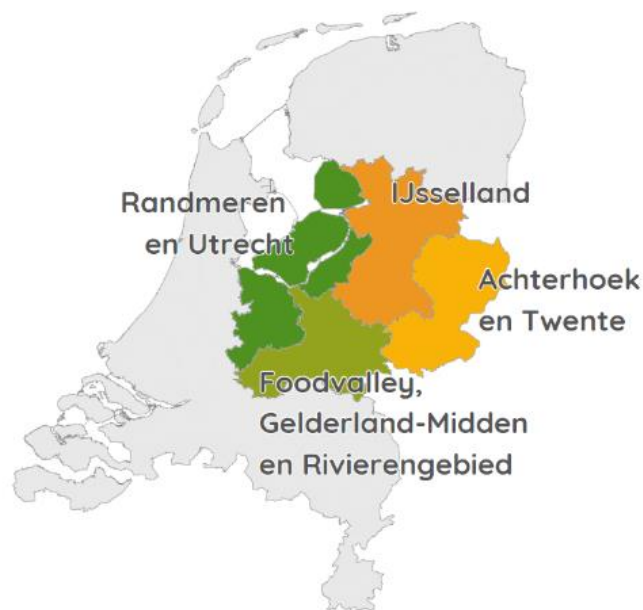 Randmeren
en Utrecht
IJsselland
Achterhoek
en Twente
Foodvalley,
Gelderland-Midden
en Rivierengebied